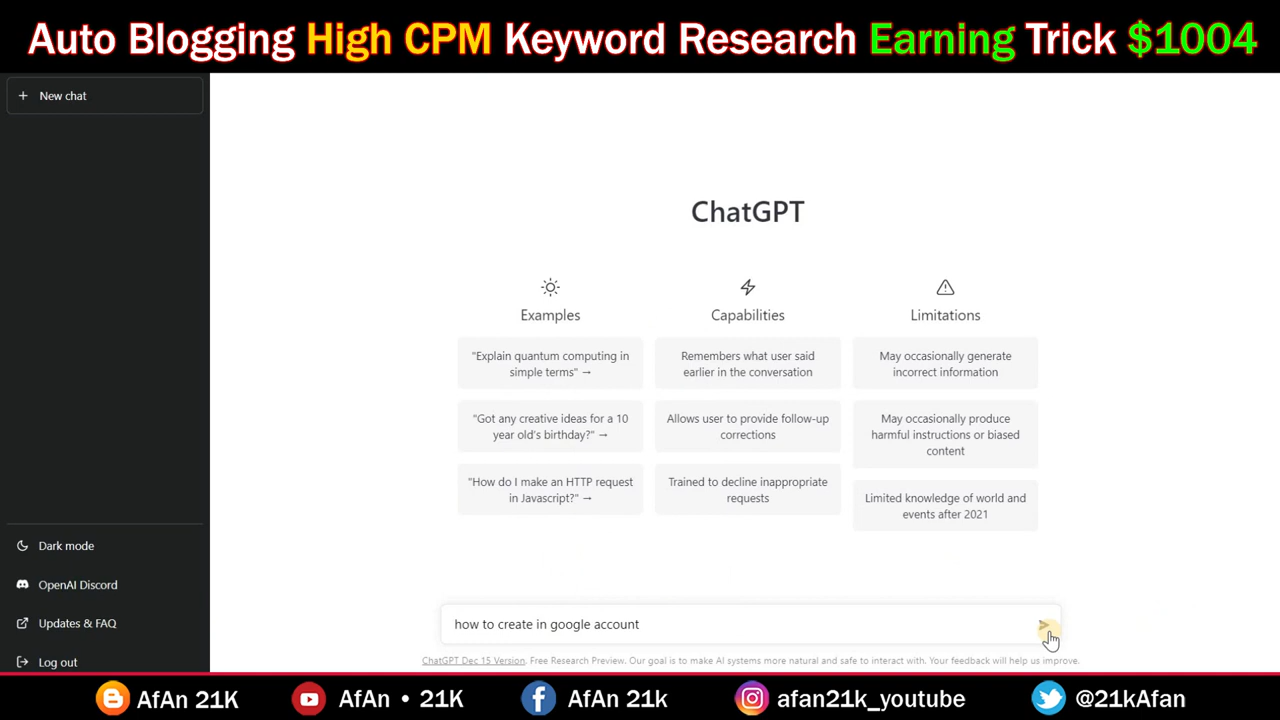 Auto Blogging High CPM Keyword Research Earning Trick $1004
+ New chat
ChatGPT
Examples
Capabilities
Limitations
"Explain quantum computing in
simple terms" →
Remembers what user said
earlier in the conversation
May occasionally generate
incorrect information
"Got any creative ideas for a 10
year old's birthday?" →
Allows user to provide follow-up
corrections
May occasionally produce
harmful instructions or biased
content
"How do I make an HTTP request
in Javascript?" →
Trained to decline inappropriate
requests
Limited knowledge of world and
events after 2021
Dark mode
OpenAI Discord
Updates & FAQ
Log out
how to create in google account
ChatGPT Dec 15 Version. Free Research Preview. Our goal is to make AI systems more natural and safe to interact with. Your feedback will help us improve.
AfAn 21K
AfAn • 21K
AfAn 21k
afan21k_youtube
@21kAfan